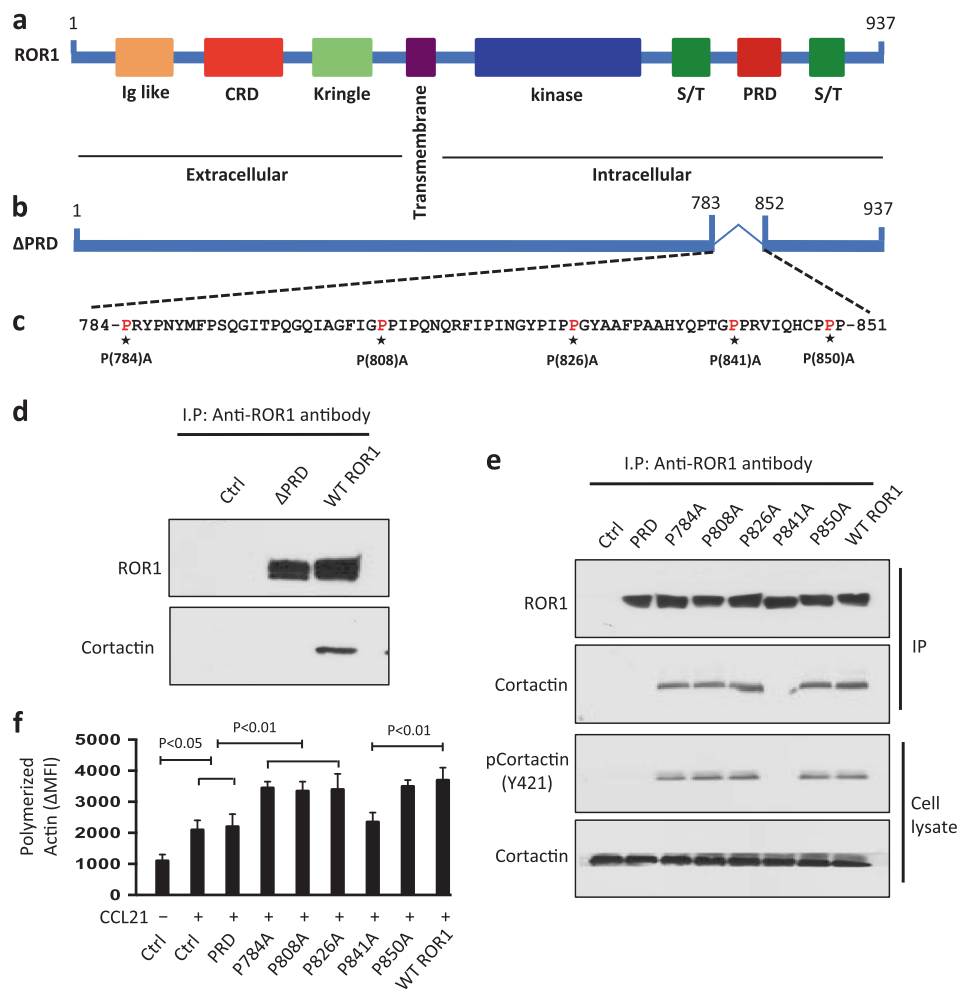 a
1
937
ROR1
Ig like
CRD
Kringle
Transmembrane
kinase
S/T
PRD
S/T
Extracellular
Intracellular
b
1
783
852
937
ΔPRD
c
784-PRYPNYMFPSQGITPQGQIAGFIGPPIPQNQRFIPINGYPIPPGYAAFPAAHYQPTGPPRVIQHCPPP-851
P(784)A
P(808)A
P(826)A
P(841)A
P(850)A
d
I.P: Anti-ROR1 antibody
Ctrl
ΔPRD
WT ROR1
ROR1
Cortactin
e
I.P: Anti-ROR1 antibody
Ctrl
PRD
P784A
P808A
P826A
P841A
P850A
WT ROR1
ROR1
Cortactin
IP
pCortactin
(Y421)
Cortactin
Cell
lysate
f
Polymerized
Actin (ΔMFI)
5000
4000
3000
2000
1000
0
P<0.05
P<0.01
P<0.01
CCL21 – + + + + + + + +
Ctrl
Ctrl
PRD
P784A
P808A
P826A
P841A
P850A
WT ROR1